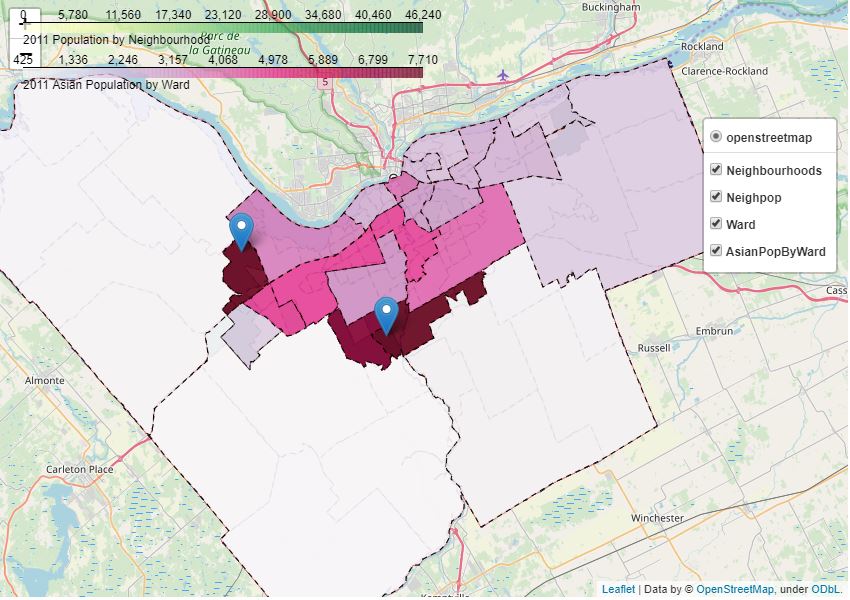 0 5,780 11,560 17,340 23,120 28,900 34,680 40,460 46,240
2011 Population by Neighbourhood
Parc de
la Gatineau
425 1,336 2,246 3,157 4,068 4,978 5,889 6,799 7,710
2011 Asian Population by Ward
5
Buckingham
Rockland
Clarence-Rockland
openstreetmap
Neighbourhoods
Neighpop
Ward
AsianPopByWard
Cass
Embrun
Russell
Almonte
Carleton Place
Winchester
Leaflet | Data by © OpenStreetMap, under ODbL.